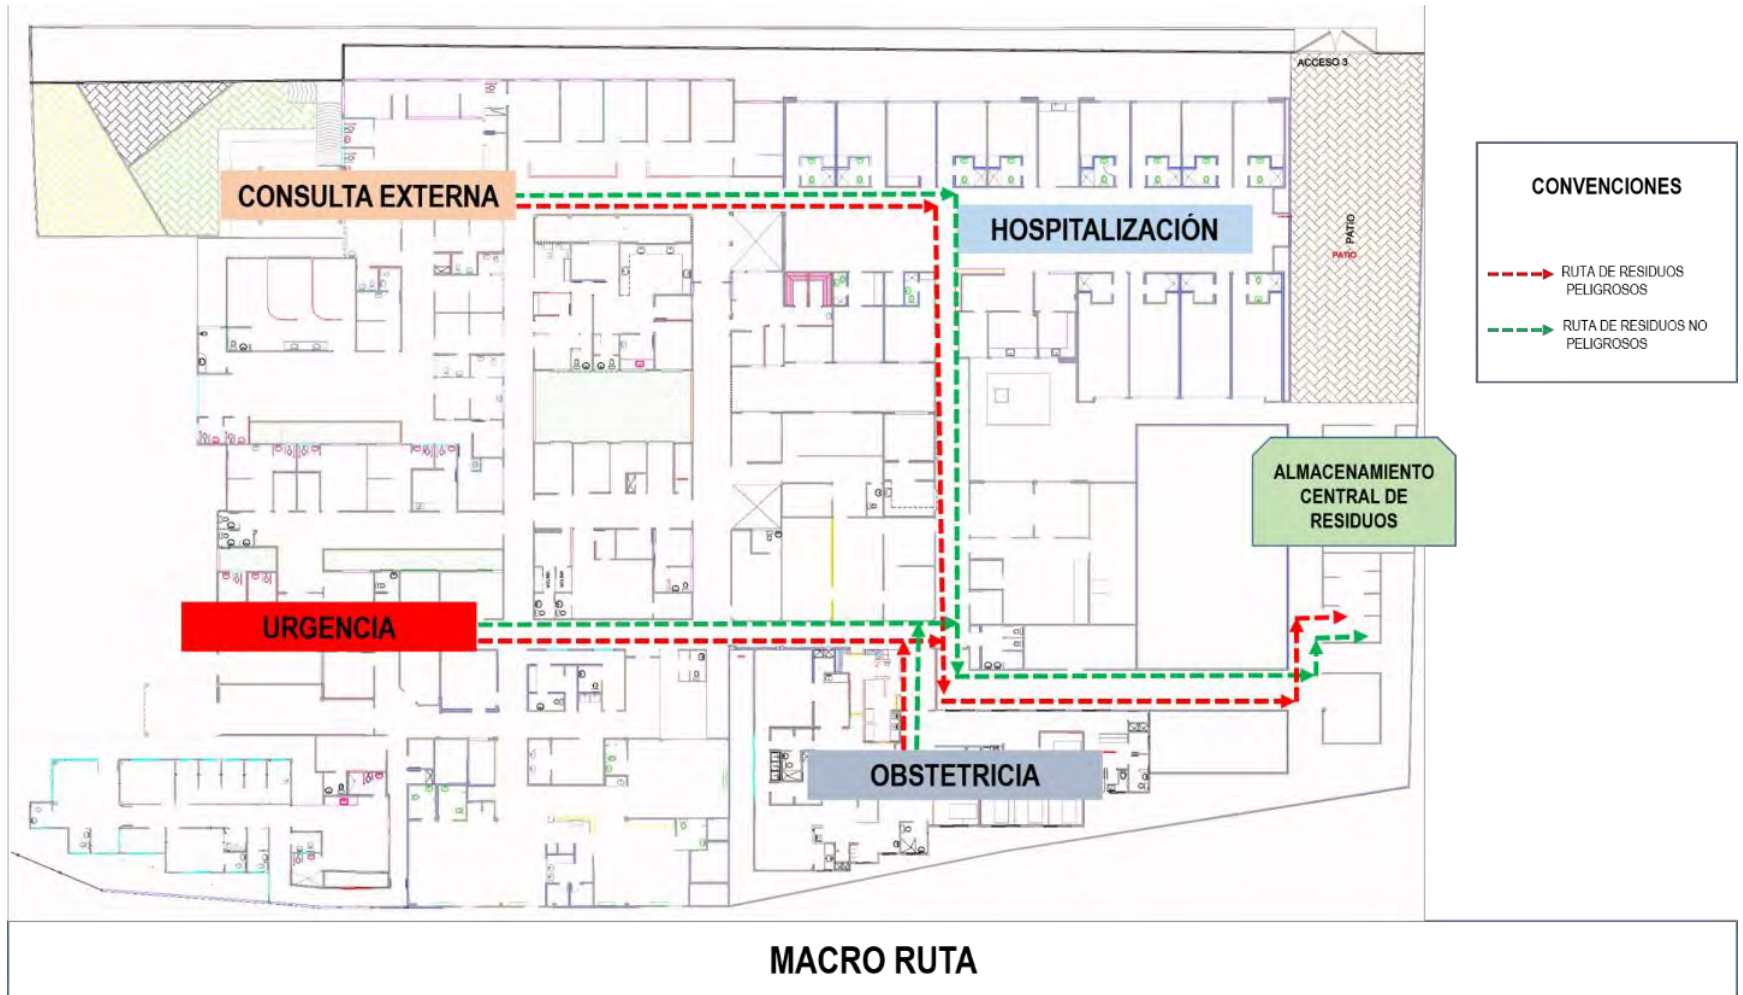 ACCESO 3
CONSULTA EXTERNA
HOSPITALIZACIÓN
PATIO
PATIO
CONVENCIONES
RUTA DE RESIDUOS
PELIGROSOS
RUTA DE RESIDUOS NO
PELIGROSOS
ALMACENAMIENTO
CENTRAL DE
RESIDUOS
URGENCIA
OBSTETRICIA
MACRO RUTA